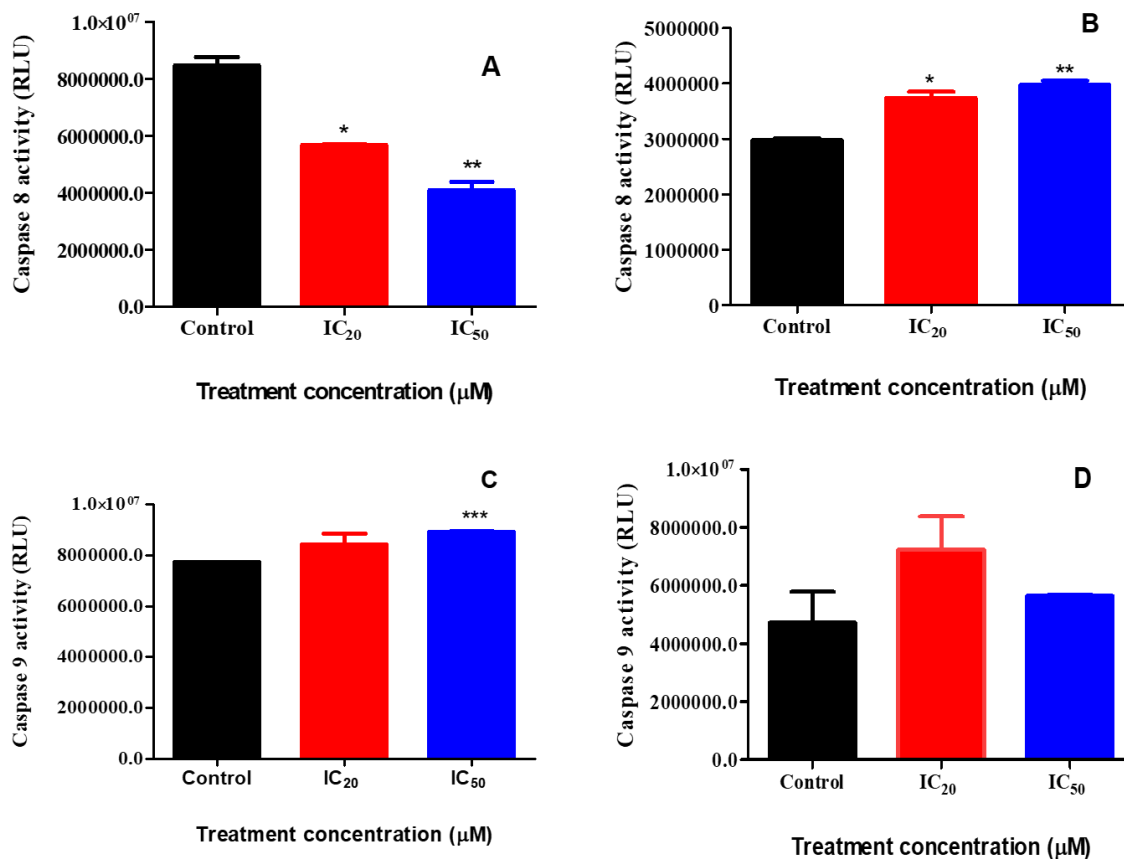 A
Caspase 8 activity (RLU)
1.0×10⁰⁷
8000000.0
6000000.0
4000000.0
2000000.0
0.0
*
**
Control IC₂₀ IC₅₀
Treatment concentration (μM)
B
Caspase 8 activity (RLU)
5000000
4000000
3000000
2000000
1000000
0
*
**
Control IC₂₀ IC₅₀
Treatment concentration (μM)
C
Caspase 9 activity (RLU)
1.0×10⁰⁷
8000000.0
6000000.0
4000000.0
2000000.0
0.0
***
Control IC₂₀ IC₅₀
Treatment concentration (μM)
D
Caspase 9 activity (RLU)
1.0×10⁰⁷
8000000.0
6000000.0
4000000.0
2000000.0
0.0
Control IC₂₀ IC₅₀
Treatment concentration (μM)